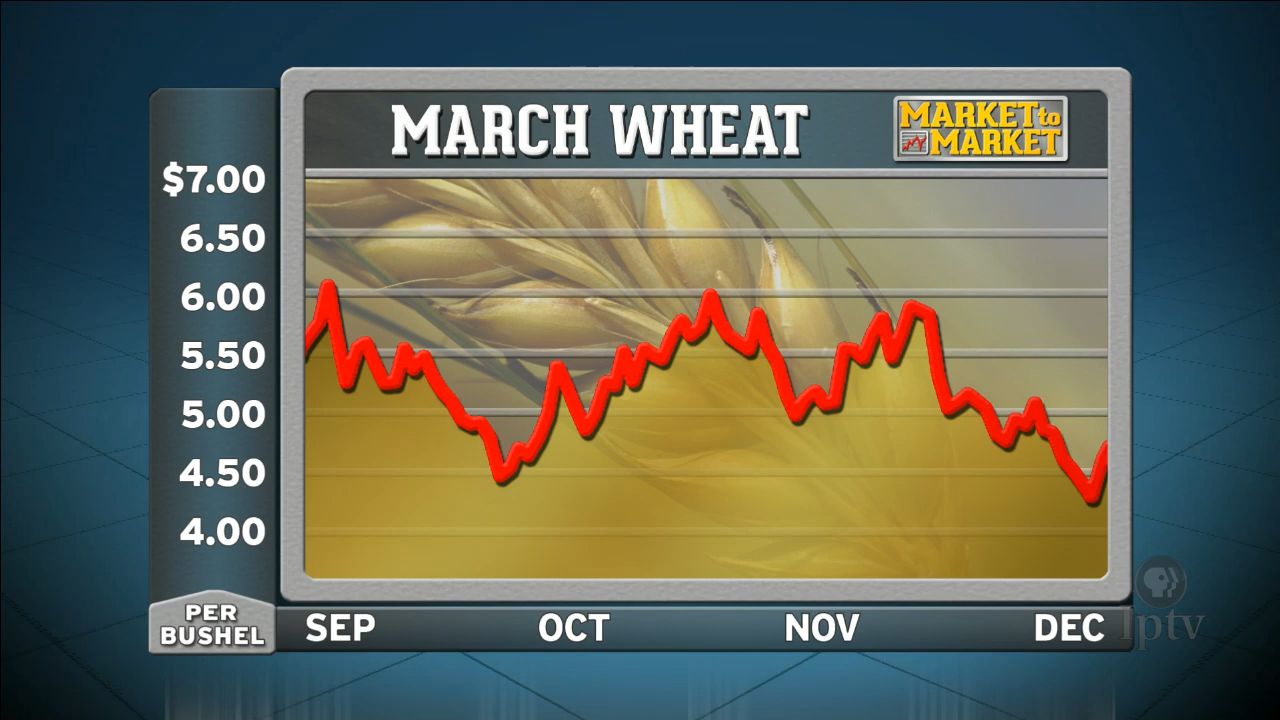 MARCH WHEAT
MARKET to
MARKET
$7.00
6.50
6.00
5.50
5.00
4.50
4.00
PER
BUSHEL
SEP OCT NOV DEC
Iptv